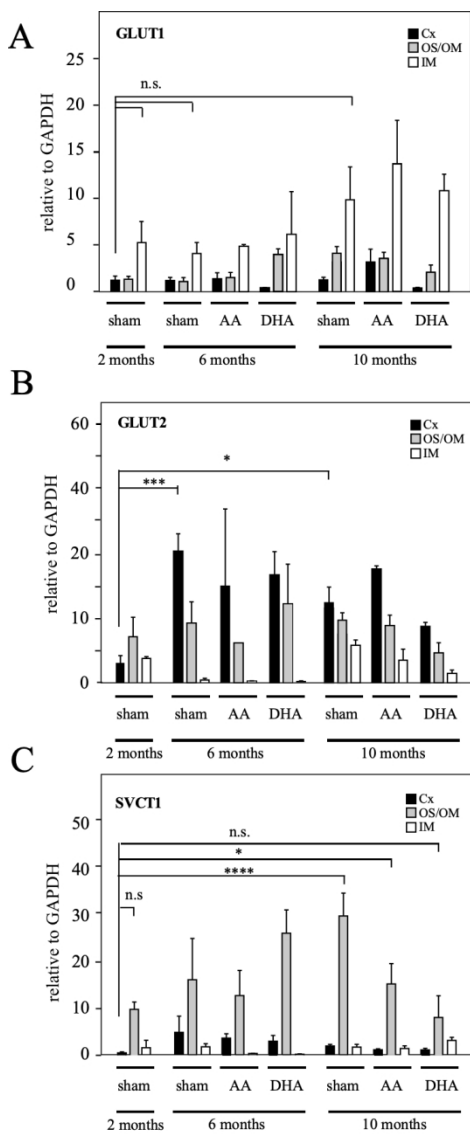 A
GLUT1
Cx
OS/OM
IM
n.s.
relative to GAPDH
25
20
15
10
5
0
sham sham AA DHA sham AA DHA
2 months 6 months 10 months
B
GLUT2
Cx
OS/OM
IM
*
***
relative to GAPDH
60
40
20
10
0
sham sham AA DHA sham AA DHA
2 months 6 months 10 months
C
SVCT1
Cx
OS/OM
IM
n.s.
*
****
n.s
relative to GAPDH
50
40
30
20
10
0
sham sham AA DHA sham AA DHA
2 months 6 months 10 months